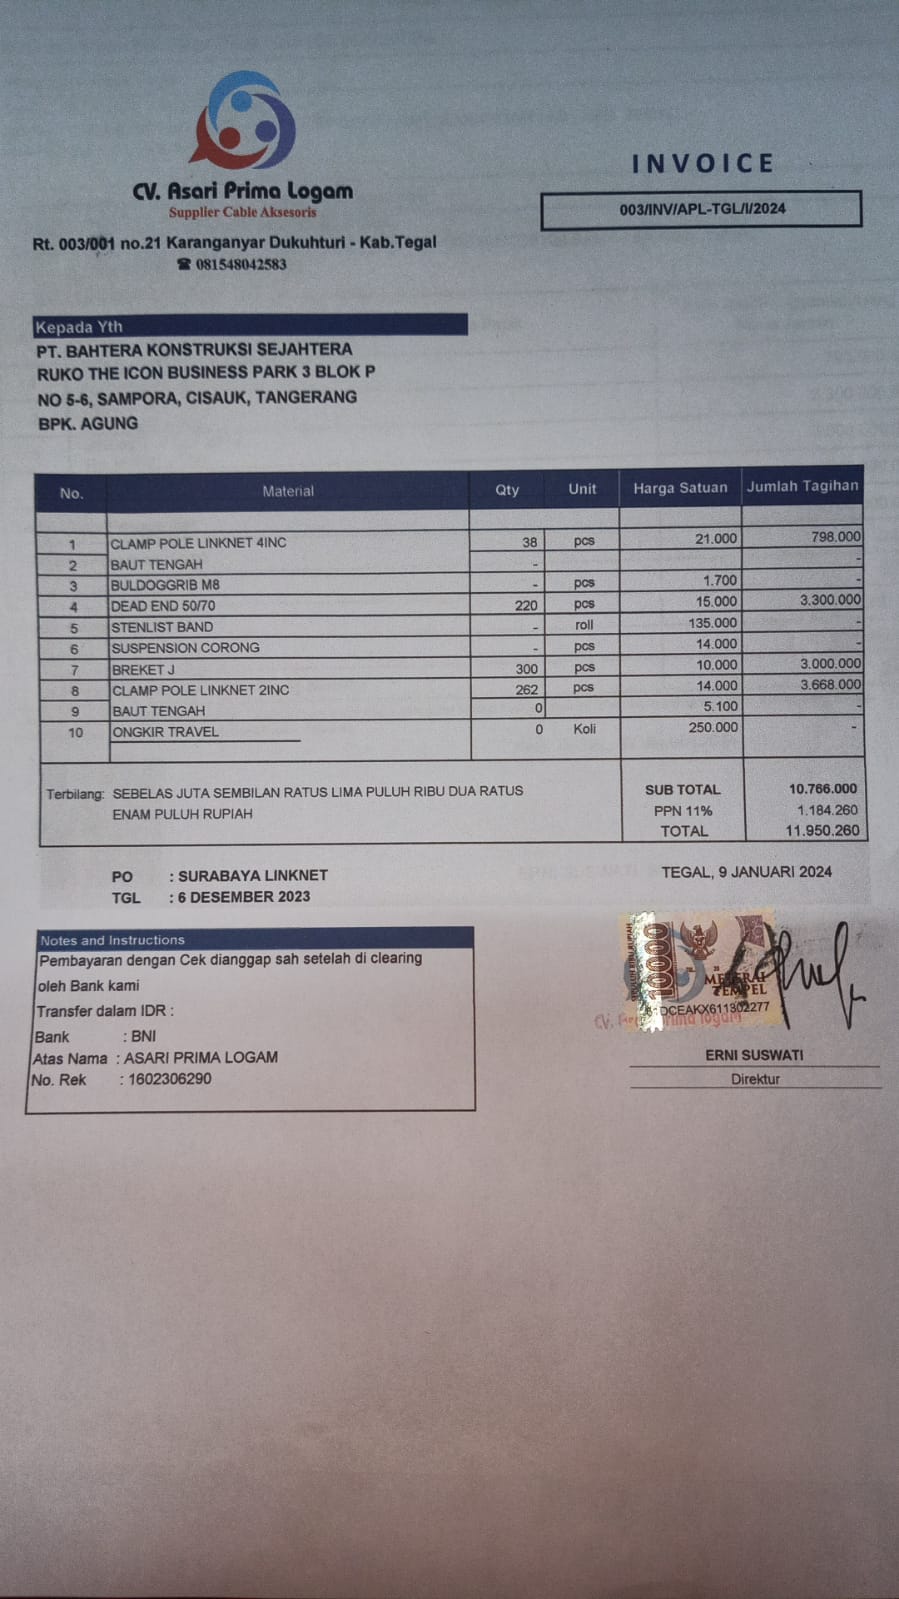 CV. Asari Prima Logam
Supplier Cable Aksesoris
Rt. 003/001 no.21 Karanganyar Dukuhturi - Kab.Tegal
☎ 081548042583
INVOICE
003/INV/APL-TGL/I/2024
Kepada Yth
PT. BAHTERA KONSTRUKSI SEJAHTERA
RUKO THE ICON BUSINESS PARK 3 BLOK P
NO 5-6, SAMPORA, CISAUK, TANGERANG
BPK. AGUNG
No. Material Qty Unit Harga Satuan Jumlah Tagihan
1 CLAMP POLE LINKNET 4INC 38 pcs 21.000 798.000
2 BAUT TENGAH - -
3 BULDOGGRIB M8 - pcs 1.700 -
4 DEAD END 50/70 220 pcs 15.000 3.300.000
5 STENLIST BAND - roll 135.000 -
6 SUSPENSION CORONG - pcs 14.000 -
7 BREKET J 300 pcs 10.000 3.000.000
8 CLAMP POLE LINKNET 2INC 262 pcs 14.000 3.668.000
9 BAUT TENGAH 0 5.100 -
10 ONGKIR TRAVEL 0 Koli 250.000 -
Terbilang: SEBELAS JUTA SEMBILAN RATUS LIMA PULUH RIBU DUA RATUS
ENAM PULUH RUPIAH
SUB TOTAL 10.766.000
PPN 11% 1.184.260
TOTAL 11.950.260
PO : SURABAYA LINKNET
TGL : 6 DESEMBER 2023
TEGAL, 9 JANUARI 2024
Notes and Instructions
Pembayaran dengan Cek dianggap sah setelah di clearing
oleh Bank kami
Transfer dalam IDR :
Bank : BNI
Atas Nama : ASARI PRIMA LOGAM
No. Rek : 1602306290
10000
TEMPEL
DCEAKX611302277
ERNI SUSWATI
Direktur